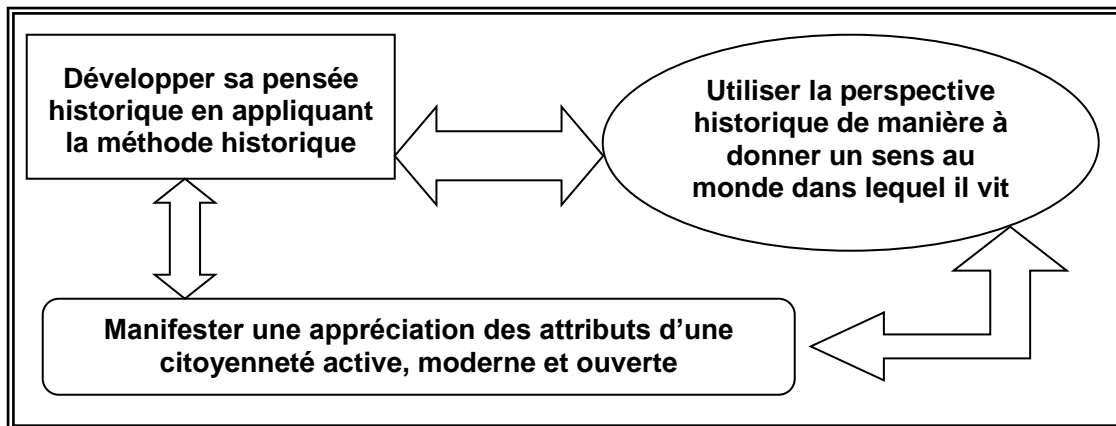 Développer sa pensée
historique en appliquant
la méthode historique
Utiliser la perspective
historique de manière à
donner un sens au
monde dans lequel il vit
Manifester une appréciation des attributs d’une
citoyenneté active, moderne et ouverte